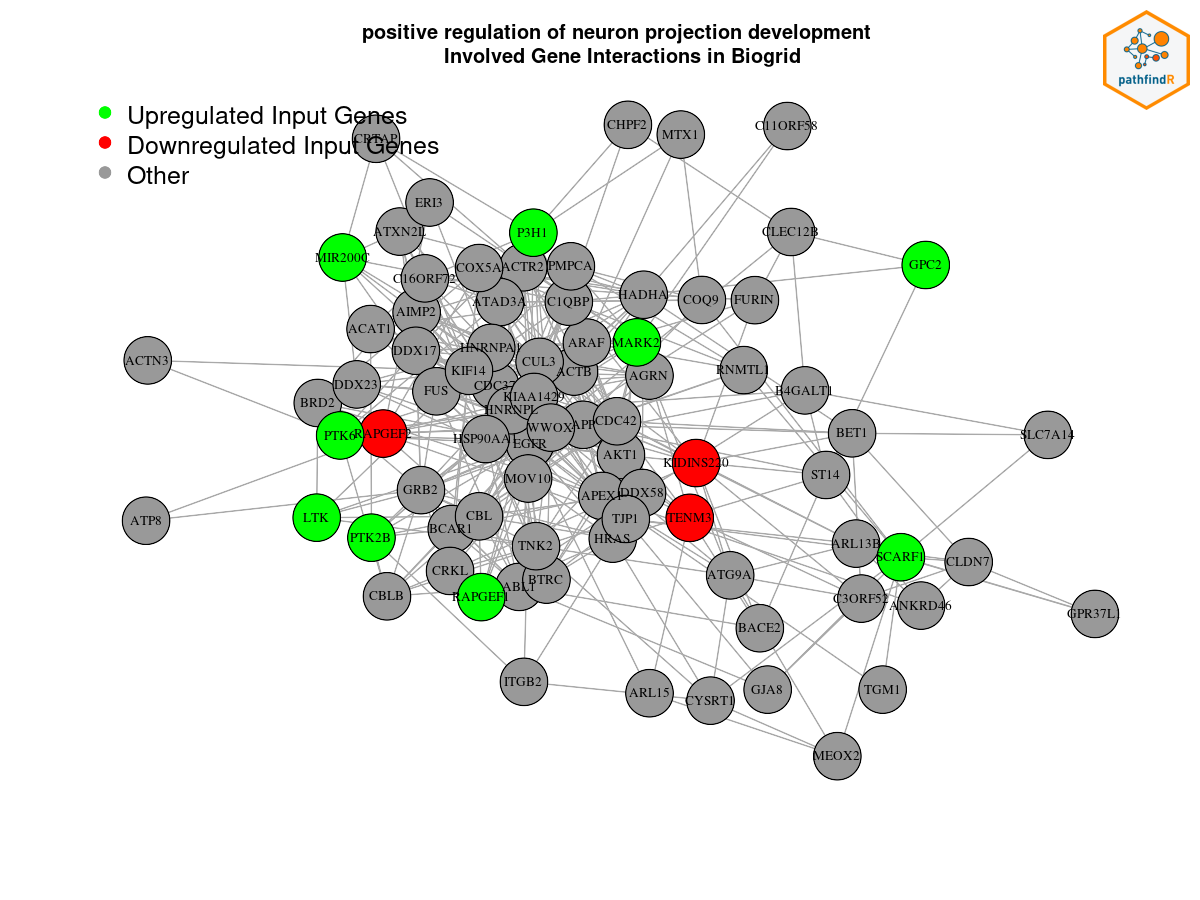 positive regulation of neuron projection development
Involved Gene Interactions in Biogrid
pathfindR
Upregulated Input Genes
Downregulated Input Genes
Other
CRTAP
CHPF2
MTX1
C11ORF58
ERI3
ATXN2L
P3H1
CLEC12B
MIR200C
C16ORF72
COX5A
ACTR2
PMPCA
GPC2
HADHA
COQ9
FURIN
ATAD3A
C1QBP
AIMP2
ACAT1
DDX17
HNRNPA1
ARAF
MARK2
ACTN3
KIF14
CUL3
ACTB
AGRN
RNMTL1
DDX23
FUS
CDC37
B4GALT1
BRD2
KIAA1429
HNRNPL
PTK6
RAPGEF2
HSP90AA1
EGFR
WWOX
APP
CDC42
BET1
SLC7A14
AKT1
KIDINS220
ST14
MOV10
GRB2
APEX1
DDX58
ATP8
LTK
PTK2B
BCAR1
CBL
TJP1
TENM3
HRAS
TNK2
ARL13B
SCARF1
CLDN7
CRKL
ABL1
BTRC
ATG9A
CBLB
RAPGEF1
C3ORF52
ANKRD46
GPR37L1
BACE2
ITGB2
ARL15
CYSRT1
GJA8
TGM1
MEOX2